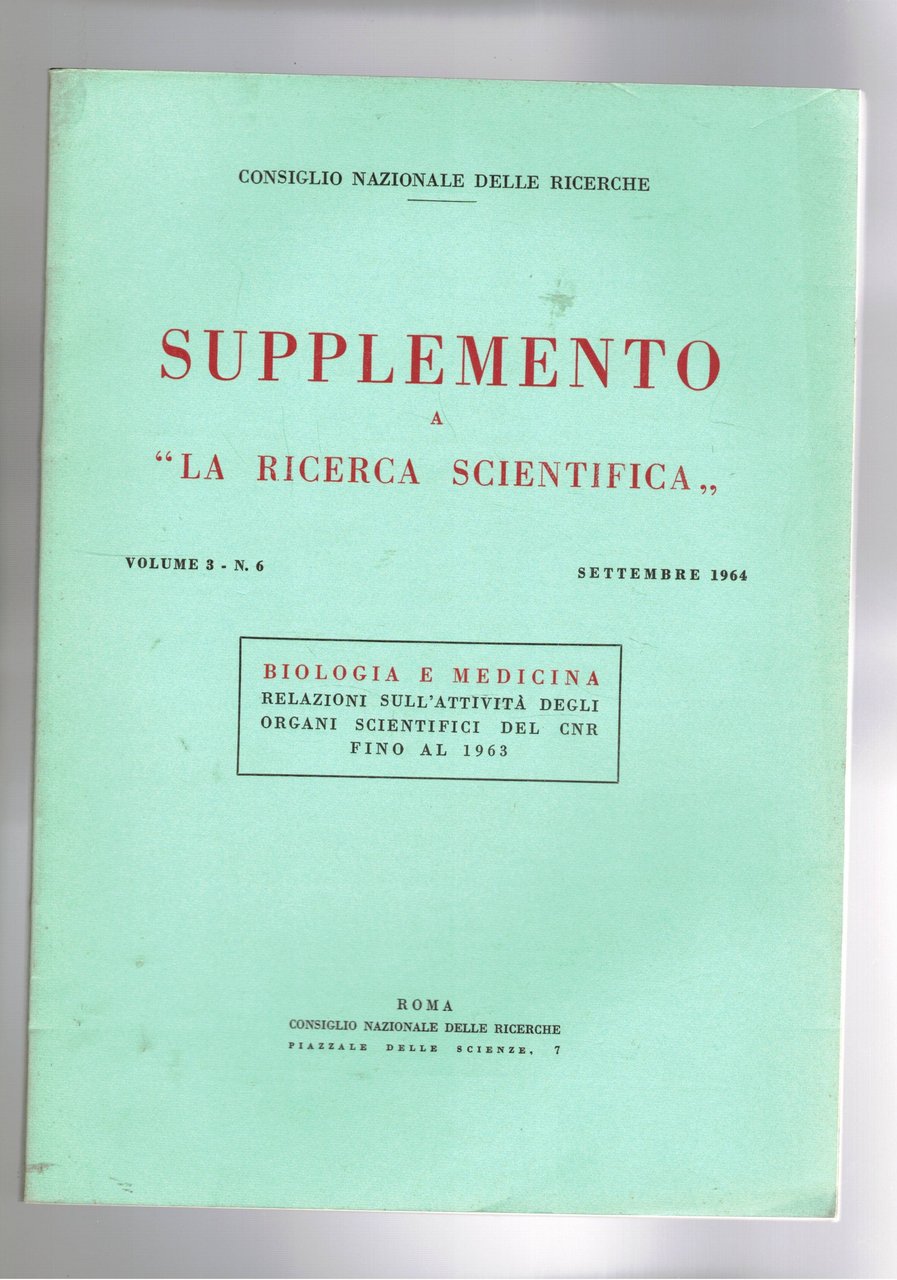 CONSIGLIO NAZIONALE DELLE RICERCHE
SUPPLEMENTO
A
“LA RICERCA SCIENTIFICA„
VOLUME 3 - N. 6
SETTEMBRE 1964
BIOLOGIA E MEDICINA
RELAZIONI SULL'ATTIVITÀ DEGLI
ORGANI SCIENTIFICI DEL CNR
FINO AL 1963
ROMA
CONSIGLIO NAZIONALE DELLE RICERCHE
PIAZZALE DELLE SCIENZE, 7